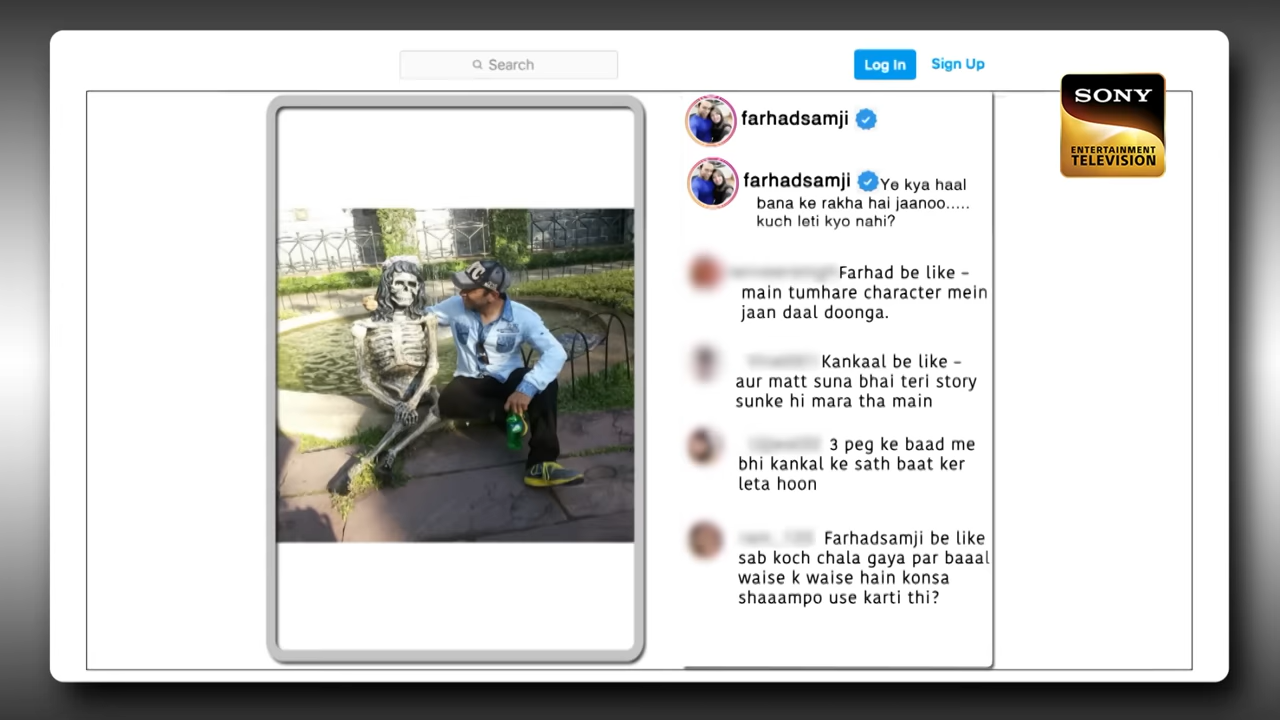 Search
Log In
Sign Up
SONY
ENTERTAINMENT
TELEVISION
farhadsamji
farhadsamji Ye kya haal
bana ke rakha hai jaanoo.....
kuch leti kyo nahi?
Farhad be like –
main tumhare character mein
jaan daal doonga.
Kankaal be like –
aur matt suna bhai teri story
sunke hi mara tha main
3 peg ke baad me
bhi kankal ke sath baat ker
leta hoon
Farhadsamji be like
sab koch chala gaya par baaal
waise k waise hain konsa
shaaampo use karti thi?